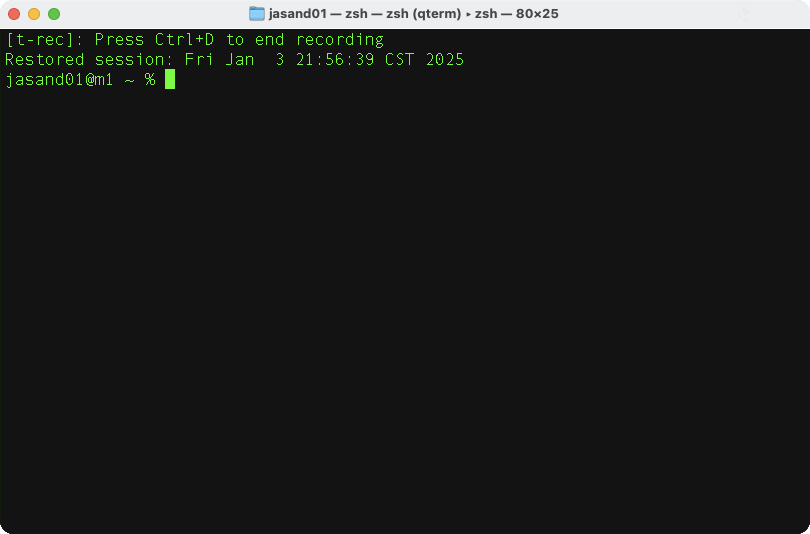 jasand01 — zsh — zsh (qterm) ▸ zsh — 80×25
[t-rec]: Press Ctrl+D to end recording
Restored session: Fri Jan  3 21:56:39 CST 2025
jasand01@m1 ~ %